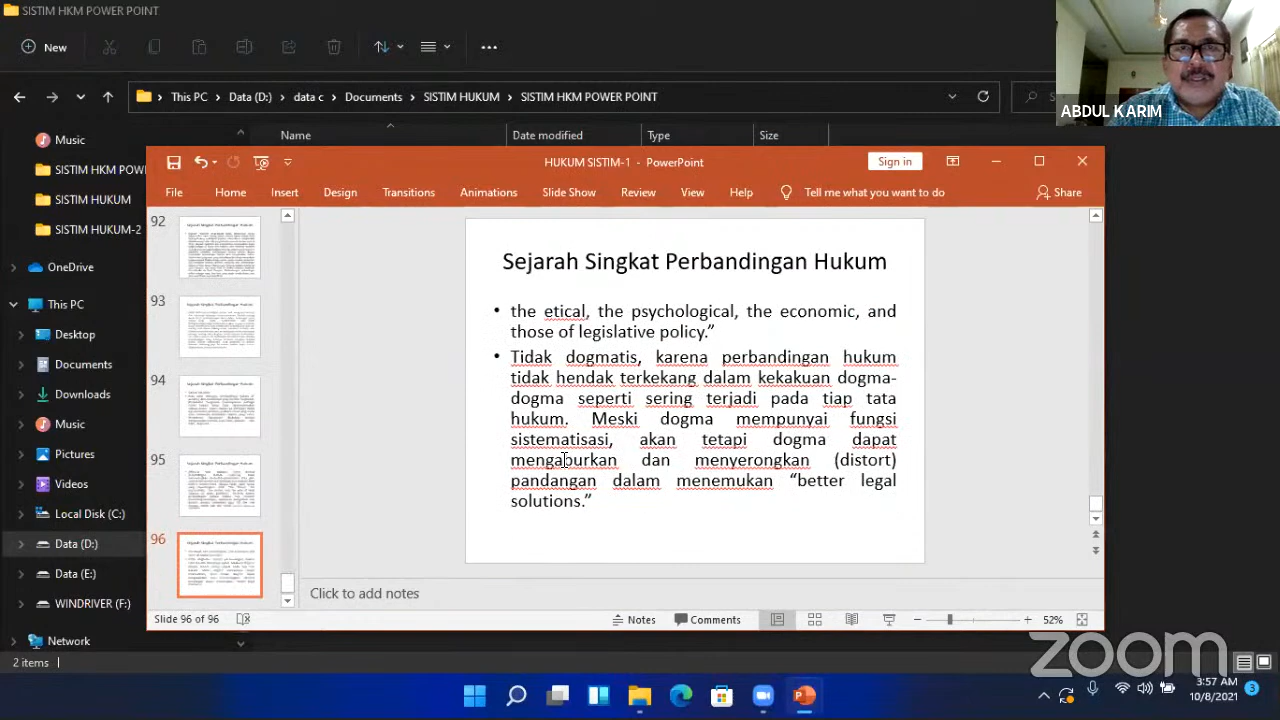 SISTIM HKM POWER POINT
New
This PC
Data (D:)
data c
Documents
SISTIM HUKUM
SISTIM HKM POWER POINT
ABDUL KARIM
Name
Date modified
Type
Size
Music
SISTIM HKM POW
SISTIM HUKUM
SISTIM HUKUM-2
OneDrive
This PC
Desktop
Documents
Downloads
Music
Pictures
Videos
Local Disk (C:)
Data (D:)
Data (E:)
WINDRIVER (F:)
Network
2 items
HUKUM SISTIM-1 - PowerPoint
Sign in
File Home Insert Design Transitions Animations Slide Show Review View Help Tell me what you want to do Share
92
93
94
95
96
Sejarah Singkat Perbandingan Hukum
• the etical, the psychological, the economic, and
those of legislative policy.”
• Tidak dogmatis, karena perbandingan hukum
tidak hendak terkekang dalam kekakuan dogma-
dogma seperti sering terjadi pada tiap tata
hukum. Meski dogma mempunyai fungsi
sistematisasi, akan tetapi dogma dapat
mengaburkan dan menyerongkan (distort)
pandangan dalam menemukan “better legal
solutions.”
Click to add notes
Slide 96 of 96
Notes
Comments
52%
zoom
3:57 AM
10/8/2021
3